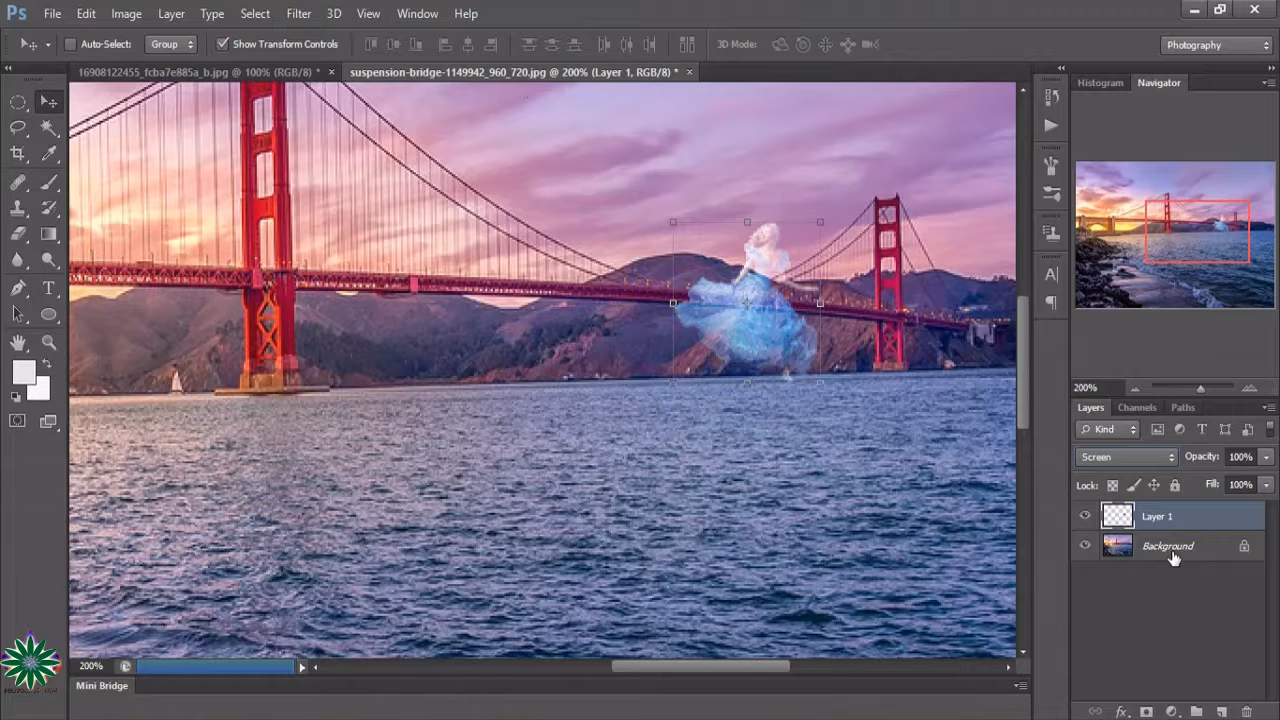 Ps File Edit Image Layer Type Select Filter 3D View Window Help
Auto-Select: Group Show Transform Controls 3D Mode: Photography
16908122455_fcba7e885a_b.jpg @ 100% (RGB/8) * × suspension-bridge-1149942_960_720.jpg @ 200% (Layer 1, RGB/8) * ×
Histogram Navigator
200%
Layers Channels Paths
Kind
Screen Opacity: 100%
Lock: Fill: 100%
Layer 1
Background
200%
Mini Bridge